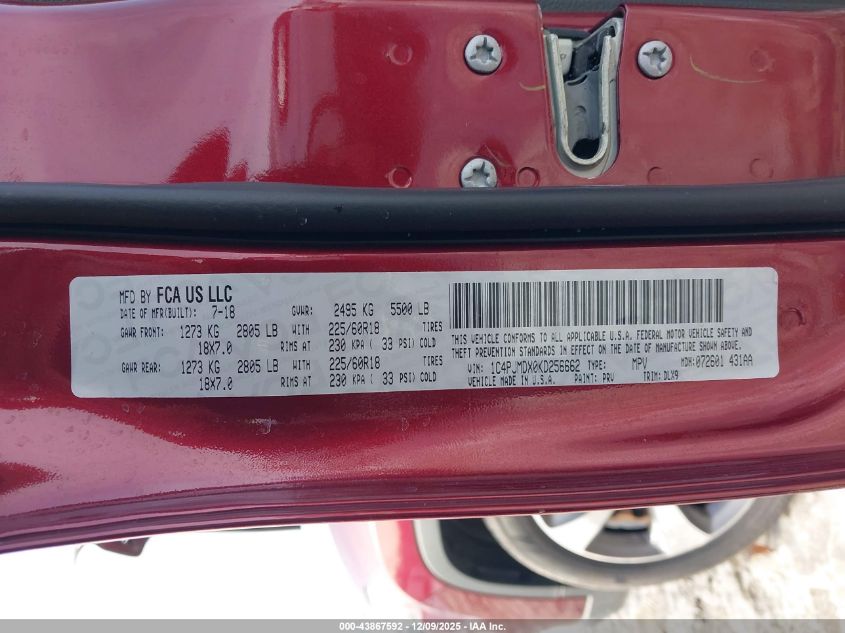 MFD BY FCA US LLC
DATE OF MFR(BUILT): 7-18 GVWR: 2495 KG 5500 LB
GAWR FRONT: 1273 KG 2805 LB WITH 225/60R18 TIRES
18X7.0 RIMS AT 230 KPA ( 33 PSI) COLD
GAWR REAR: 1273 KG 2805 LB WITH 225/60R18 TIRES
18X7.0 RIMS AT 230 KPA ( 33 PSI) COLD
THIS VEHICLE CONFORMS TO ALL APPLICABLE U.S.A. FEDERAL MOTOR VEHICLE SAFETY AND
THEFT PREVENTION STANDARDS IN EFFECT ON THE DATE OF MANUFACTURE SHOWN ABOVE.
VIN: 1C4PJMDX0KD256662 TYPE: MPV MDH:072601 431AA
VEHICLE MADE IN U.S.A. PAINT: PRV TRIM: DLX9
000-43867592 - 12/09/2025 - IAA Inc.